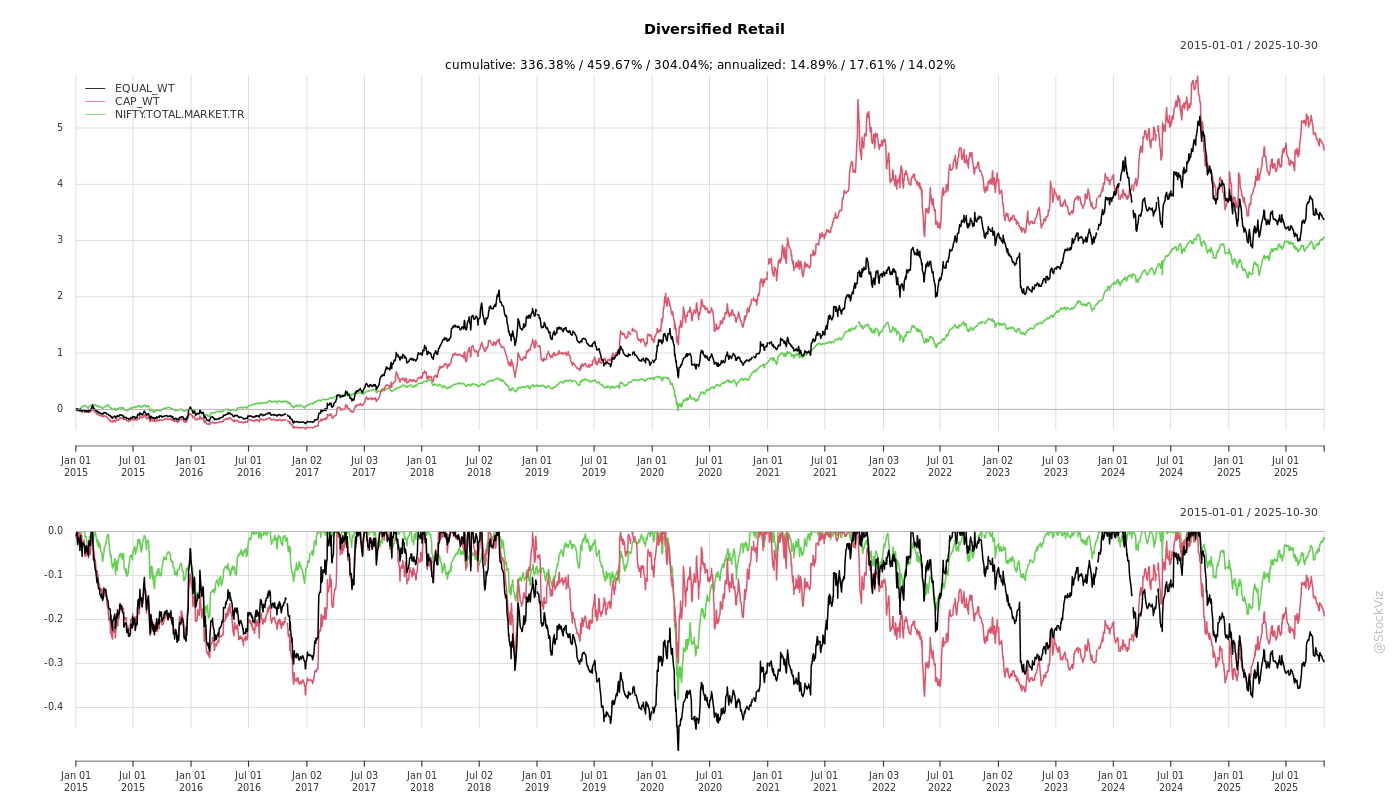 Diversified Retail
2015-01-01 / 2025-10-30
cumulative: 336.38% / 459.67% / 304.04%; annualized: 14.89% / 17.61% / 14.02%
EQUAL_WT
CAP_WT
NIFTY.TOTAL.MARKET.TR
5
4
3
2
1
0
Jan 01 Jul 01 Jan 01 Jul 01 Jan 02 Jul 03 Jan 01 Jul 02 Jan 01 Jul 01 Jan 01 Jul 01 Jan 01 Jul 01 Jan 03 Jul 01 Jan 02 Jul 03 Jan 01 Jul 01 Jan 01 Jul 01
2015 2015 2016 2016 2017 2017 2018 2018 2019 2019 2020 2020 2021 2021 2022 2022 2023 2023 2024 2024 2025 2025
2015-01-01 / 2025-10-30
0.0
-0.1
-0.2
-0.3
-0.4
Jan 01 Jul 01 Jan 01 Jul 01 Jan 02 Jul 03 Jan 01 Jul 02 Jan 01 Jul 01 Jan 01 Jul 01 Jan 01 Jul 01 Jan 03 Jul 01 Jan 02 Jul 03 Jan 01 Jul 01 Jan 01 Jul 01
2015 2015 2016 2016 2017 2017 2018 2018 2019 2019 2020 2020 2021 2021 2022 2022 2023 2023 2024 2024 2025 2025
@StockViz